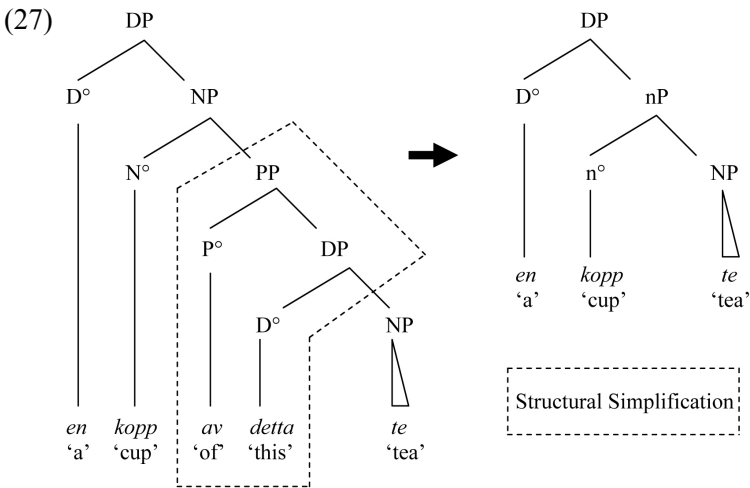 (27)
DP
DP
D° NP
D° nP
N° PP
n° NP
P° DP
en kopp te
‘a’ ‘cup’ ‘tea’
D° NP
Structural Simplification
en kopp av detta te
‘a’ ‘cup’ ‘of’ ‘this’ ‘tea’